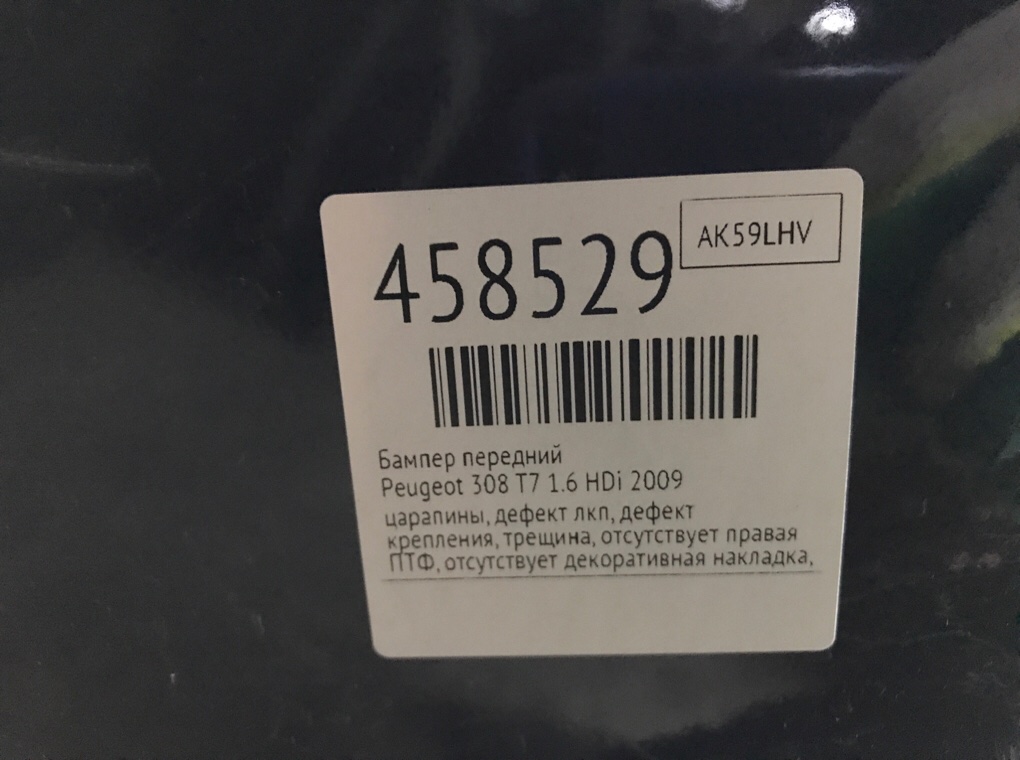 458529
AK59LHV
Бампер передний
Peugeot 308 T7 1.6 HDi 2009
царапины, дефект лкп, дефект
крепления, трещина, отсутствует правая
ПТФ, отсутствует декоративная накладка,